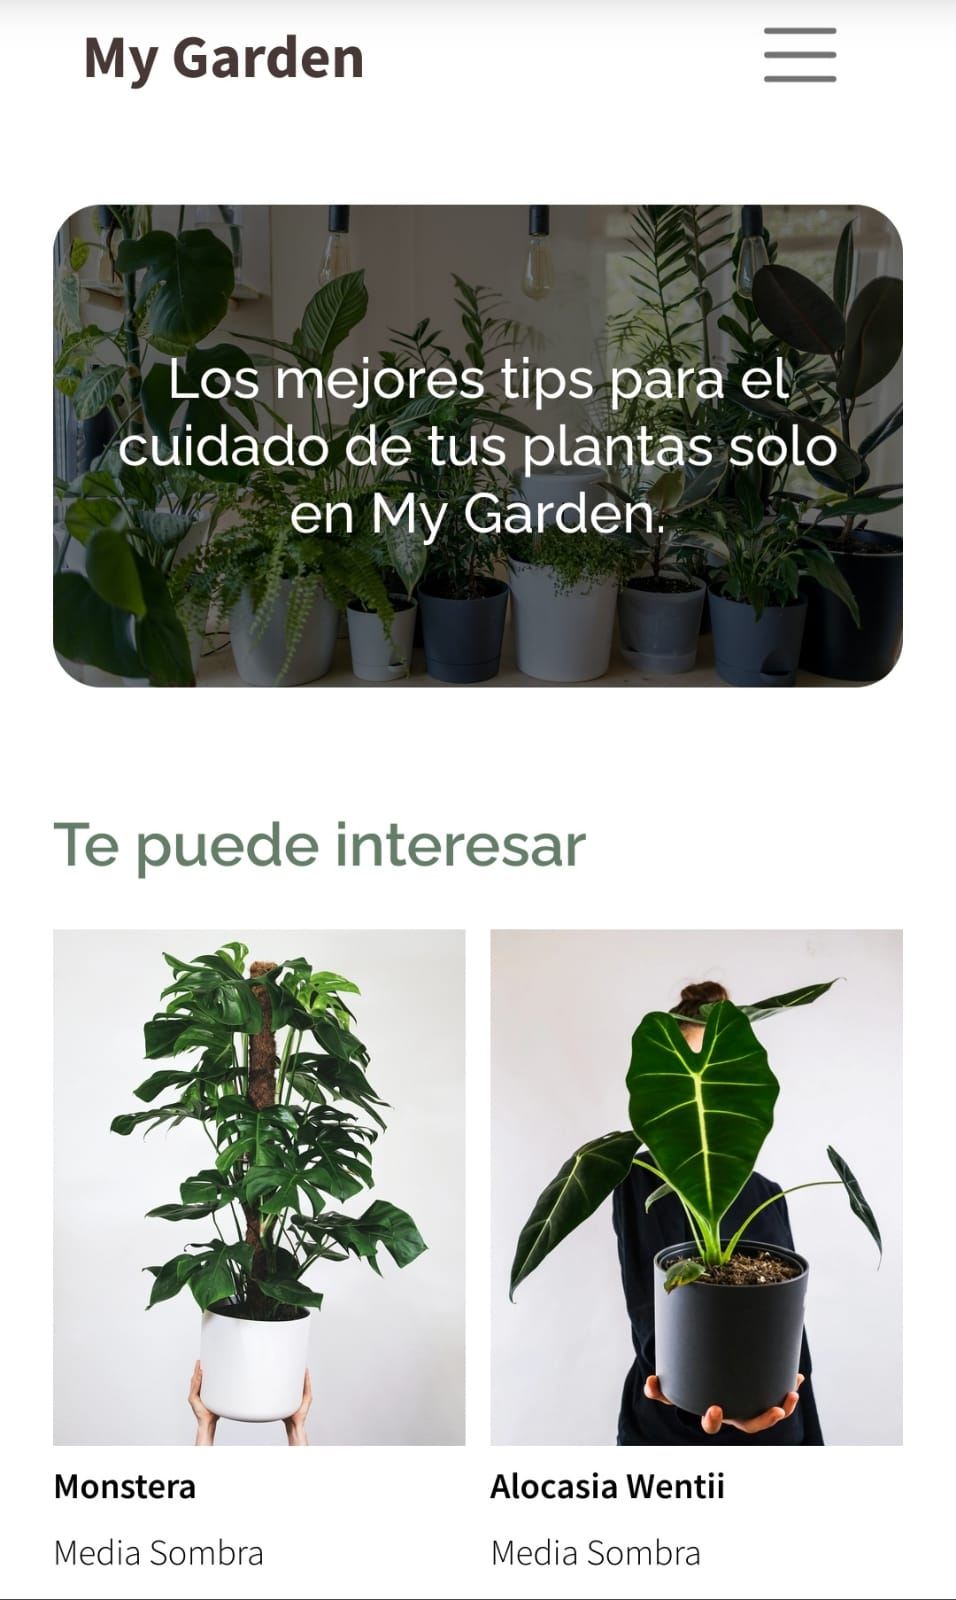 My Garden
Los mejores tips para el
cuidado de tus plantas solo
en My Garden.
Te puede interesar
Monstera
Alocasia Wentii
Media Sombra
Media Sombra